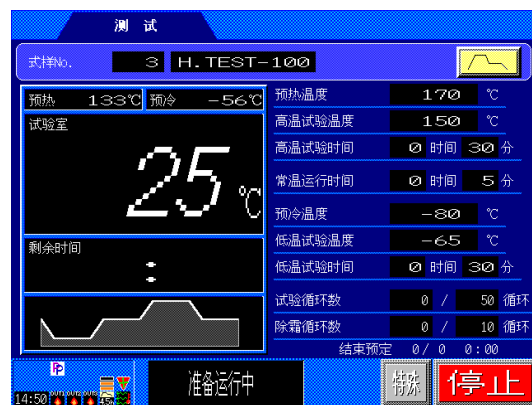 测 试
式样No. 3 H.TEST-100
预热 133℃ 预冷 -56℃
试验室
25℃
剩余时间
:
:
预热温度 170 ℃
高温试验温度 150 ℃
高温试验时间 0 时间 30 分
常温运行时间 0 时间 5 分
预冷温度 -80 ℃
低温试验温度 -65 ℃
低温试验时间 0 时间 30 分
试验循环数 0 / 50 循环
除霜循环数 0 / 10 循环
结束预定 0/ 0 0:00
14:50
OUT1 OUT2 OUT3 45%
准备运行中
特殊
停止